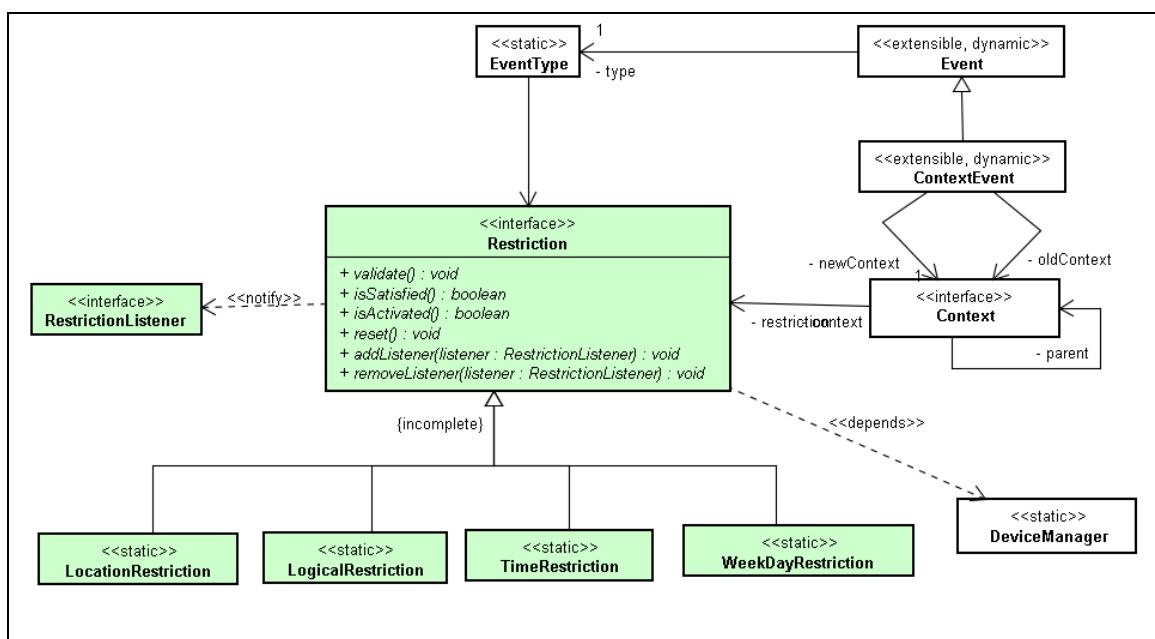 1
<<static>>
EventType
- type
<<extensible, dynamic>>
Event
<<extensible, dynamic>>
ContextEvent
<<interface>>
Restriction
+ validate() : void
+ isSatisfied() : boolean
+ isActivated() : boolean
+ reset() : void
+ addListener(listener : RestrictionListener) : void
+ removeListener(listener : RestrictionListener) : void
<<interface>>
RestrictionListener
<<notify>>
- newContext
1
- oldContext
<<interface>>
Context
- restriction
context
- parent
{incomplete}
<<depends>>
<<static>>
LocationRestriction
<<static>>
LogicalRestriction
<<static>>
TimeRestriction
<<static>>
WeekDayRestriction
<<static>>
DeviceManager